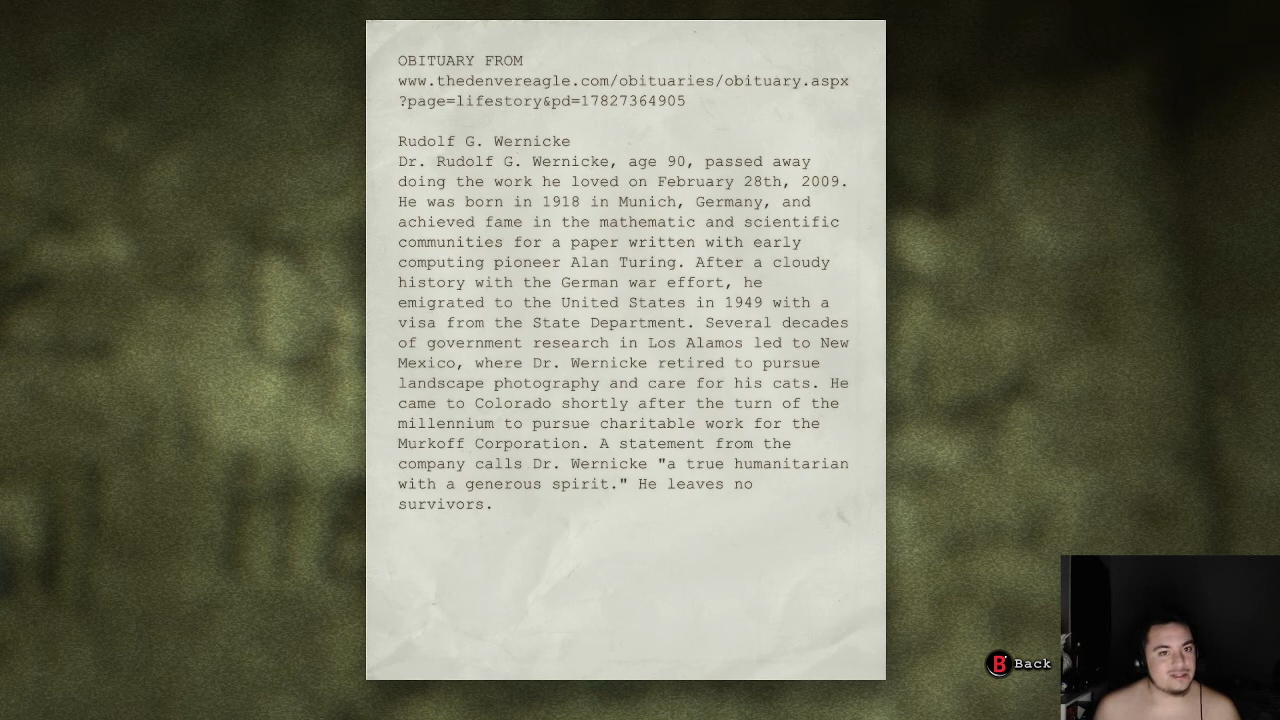 OBITUARY FROM
www.thedenvereagle.com/obituaries/obituary.aspx
?page=lifestory&pd=17827364905
Rudolf G. Wernicke
Dr. Rudolf G. Wernicke, age 90, passed away
doing the work he loved on February 28th, 2009.
He was born in 1918 in Munich, Germany, and
achieved fame in the mathematic and scientific
communities for a paper written with early
computing pioneer Alan Turing. After a cloudy
history with the German war effort, he
emigrated to the United States in 1949 with a
visa from the State Department. Several decades
of government research in Los Alamos led to New
Mexico, where Dr. Wernicke retired to pursue
landscape photography and care for his cats. He
came to Colorado shortly after the turn of the
millennium to pursue charitable work for the
Murkoff Corporation. A statement from the
company calls Dr. Wernicke "a true humanitarian
with a generous spirit." He leaves no
survivors.
B Back